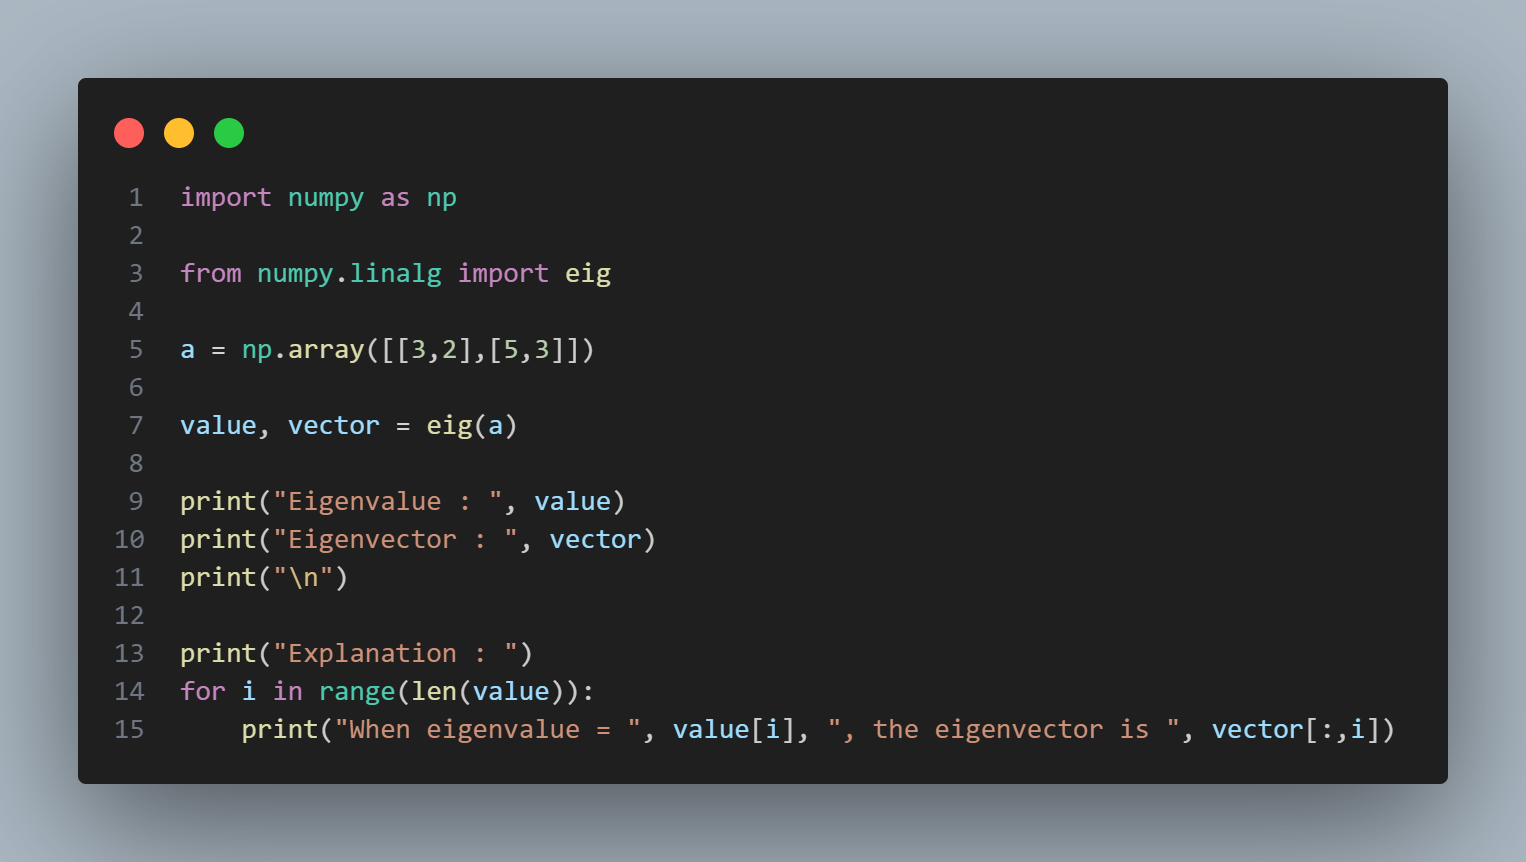 1 import numpy as np
2
3 from numpy.linalg import eig
4
5 a = np.array([[3,2],[5,3]])
6
7 value, vector = eig(a)
8
9 print("Eigenvalue : ", value)
10 print("Eigenvector : ", vector)
11 print("\n")
12
13 print("Explanation : ")
14 for i in range(len(value)):
15     print("When eigenvalue = ", value[i], ", the eigenvector is ", vector[:,i])